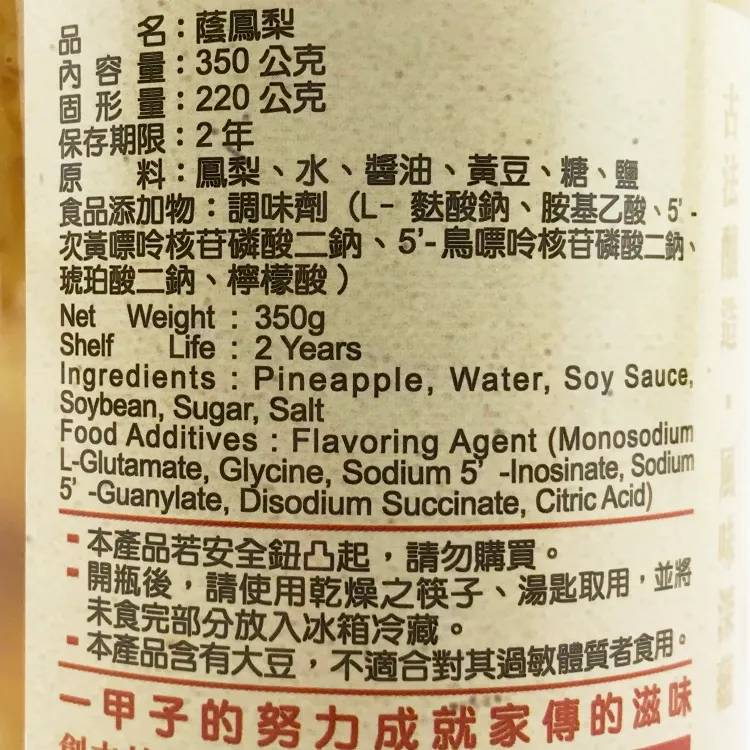 品名：蔭鳳梨
內容量：350 公克
固形量：220 公克
保存期限：2 年
原料：鳳梨、水、醬油、黃豆、糖、鹽
食品添加物：調味劑（L- 麩酸鈉、胺基乙酸、5’-
次黃嘌呤核苷磷酸二鈉、5’-鳥嘌呤核苷磷酸二鈉、
琥珀酸二鈉、檸檬酸）
Net Weight : 350g
Shelf Life : 2 Years
Ingredients : Pineapple, Water, Soy Sauce,
Soybean, Sugar, Salt
Food Additives : Flavoring Agent (Monosodium
L-Glutamate, Glycine, Sodium 5’ -Inosinate, Sodium
5’ -Guanylate, Disodium Succinate, Citric Acid)
-本產品若安全鈕凸起，請勿購買。
-開瓶後，請使用乾燥之筷子、湯匙取用，並將
未食完部分放入冰箱冷藏。
-本產品含有大豆，不適合對其過敏體質者食用。
一甲子的努力成就家傳的滋味
古法釀造·風味深